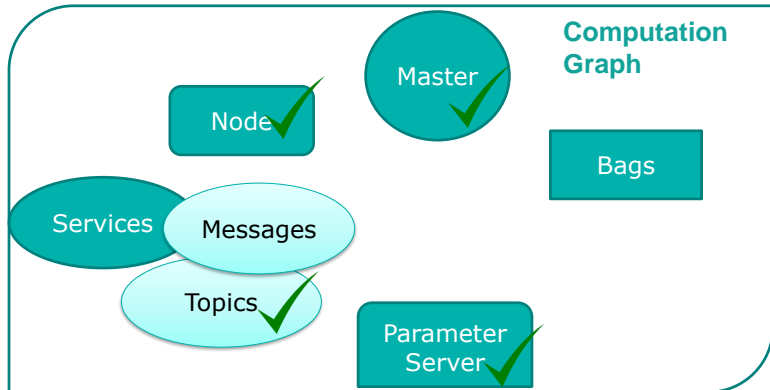 Computation
Graph
Master
Node
Bags
Services
Messages
Topics
Parameter
Server